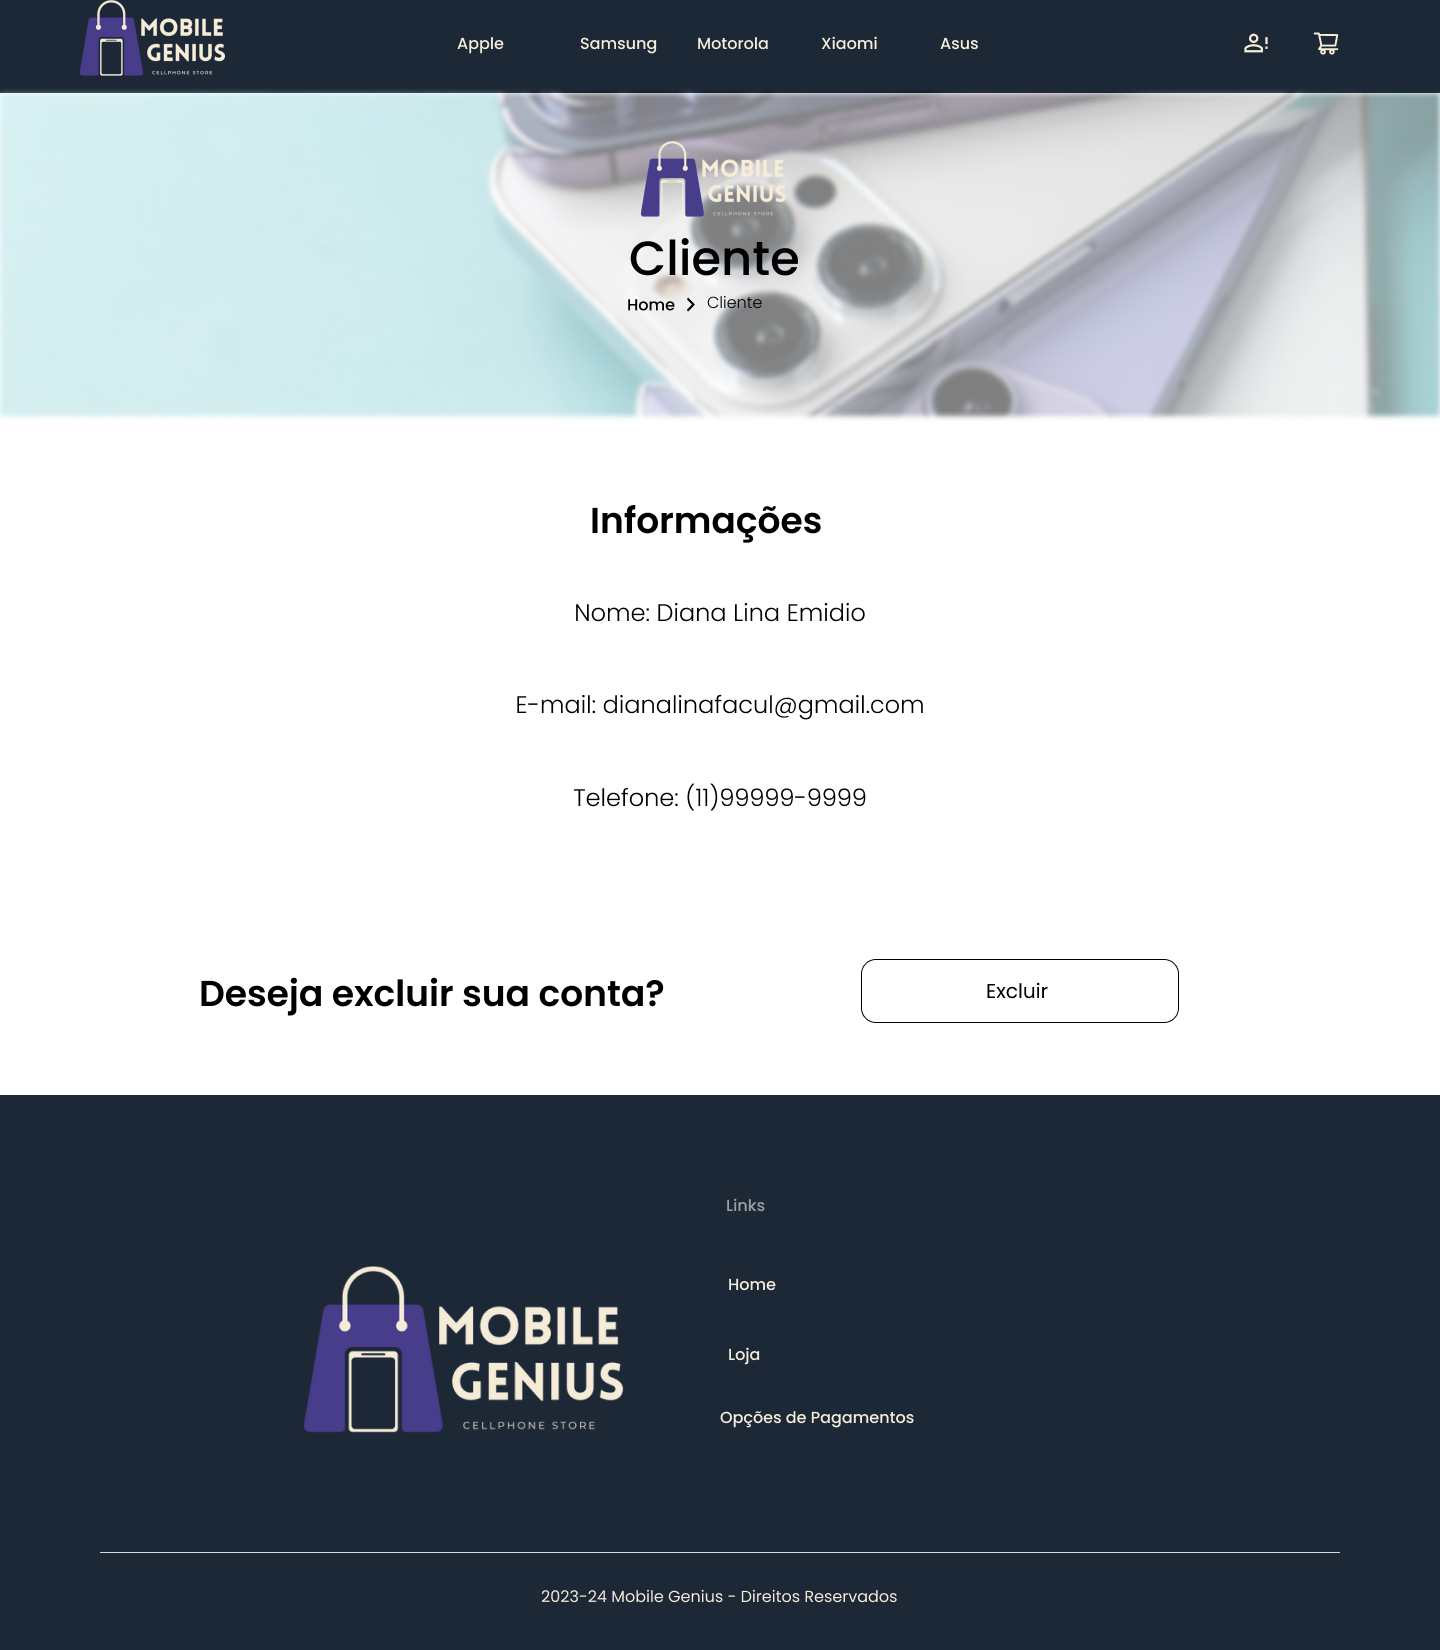 MOBILE
GENIUS
CELLPHONE STORE
Apple Samsung Motorola Xiaomi Asus
MOBILE
GENIUS
CELLPHONE STORE
Cliente
Home > Cliente
Informações
Nome: Diana Lina Emidio
E-mail: dianalinafacul@gmail.com
Telefone: (11)99999-9999
Deseja excluir sua conta?
Excluir
Links
Home
MOBILE
GENIUS
CELLPHONE STORE
Loja
Opções de Pagamentos
2023-24 Mobile Genius - Direitos Reservados